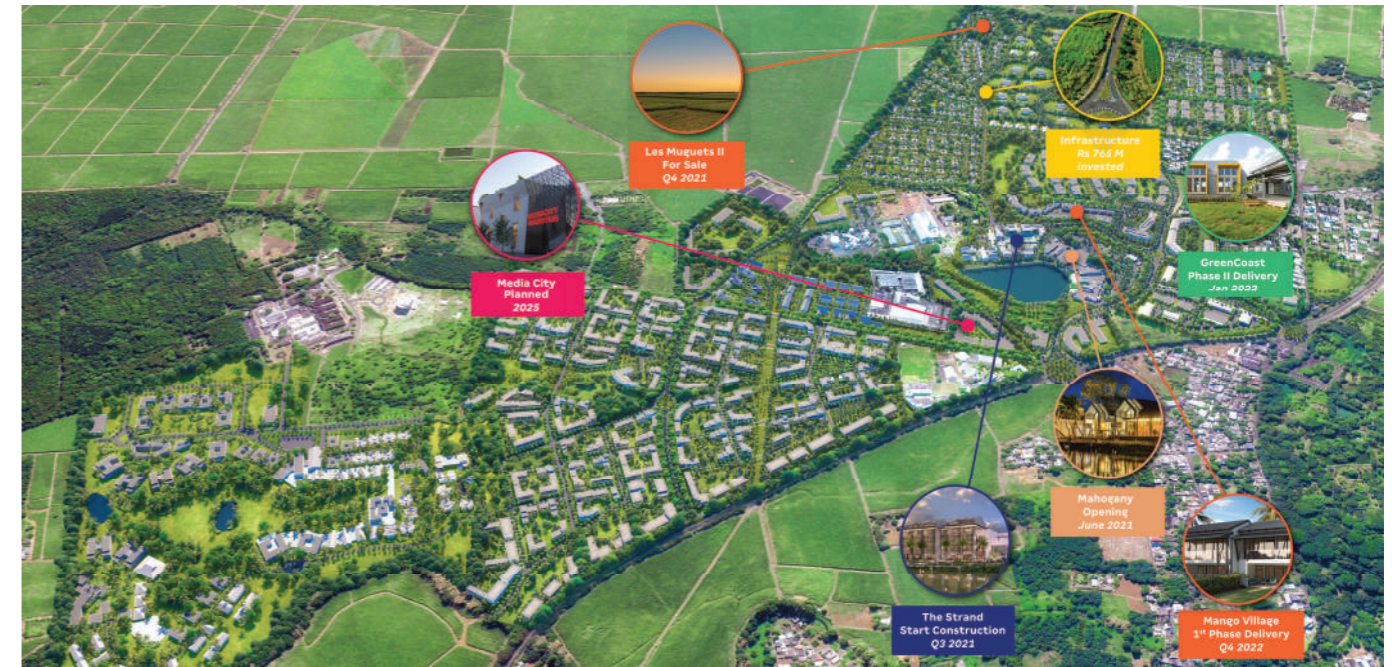 Les Muguets II
For Sale
Q4 2021
Infrastructure
Rs 765 M
invested
MEDIACITY
MAURITIUS
Media City
Planned
2025
GreenCoast
Phase II Delivery
Jan 2022
Mahogany
Opening
June 2021
The Strand
Start Construction
Q3 2021
Mango Village
1st Phase Delivery
Q4 2022